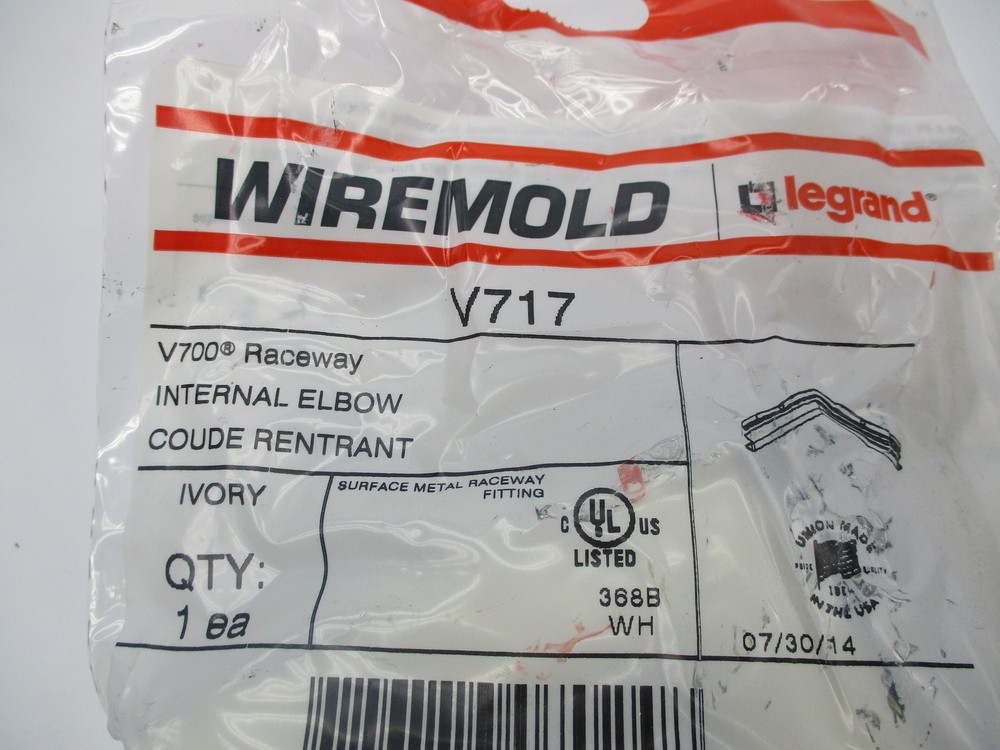 WIREMOLD legrand®
V717
V700® Raceway
INTERNAL ELBOW
COUDE RENTRANT
IVORY
QTY:
1 ea
SURFACE METAL RACEWAY
FITTING
C UL US
LISTED
368B
WH
UNION MADE
QUALITY
IN THE USA
07/30/14